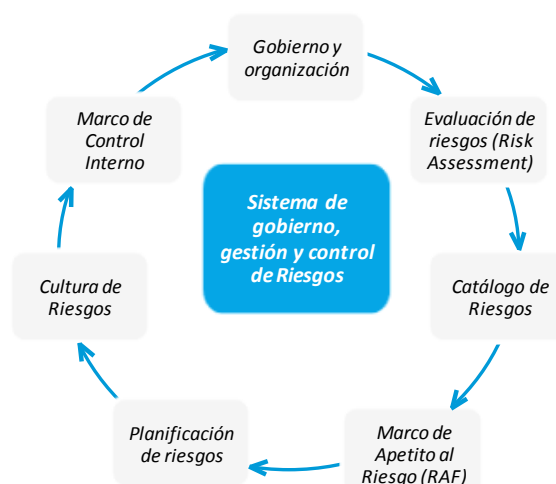 Gobierno y
organización
Evaluación de
riesgos (Risk
Assessment)
Catálogo de
Riesgos
Marco de
Apetito al
Riesgo (RAF)
Planificación
de riesgos
Cultura de
Riesgos
Marco de
Control
Interno
Sistema de
gobierno,
gestión y control
de Riesgos